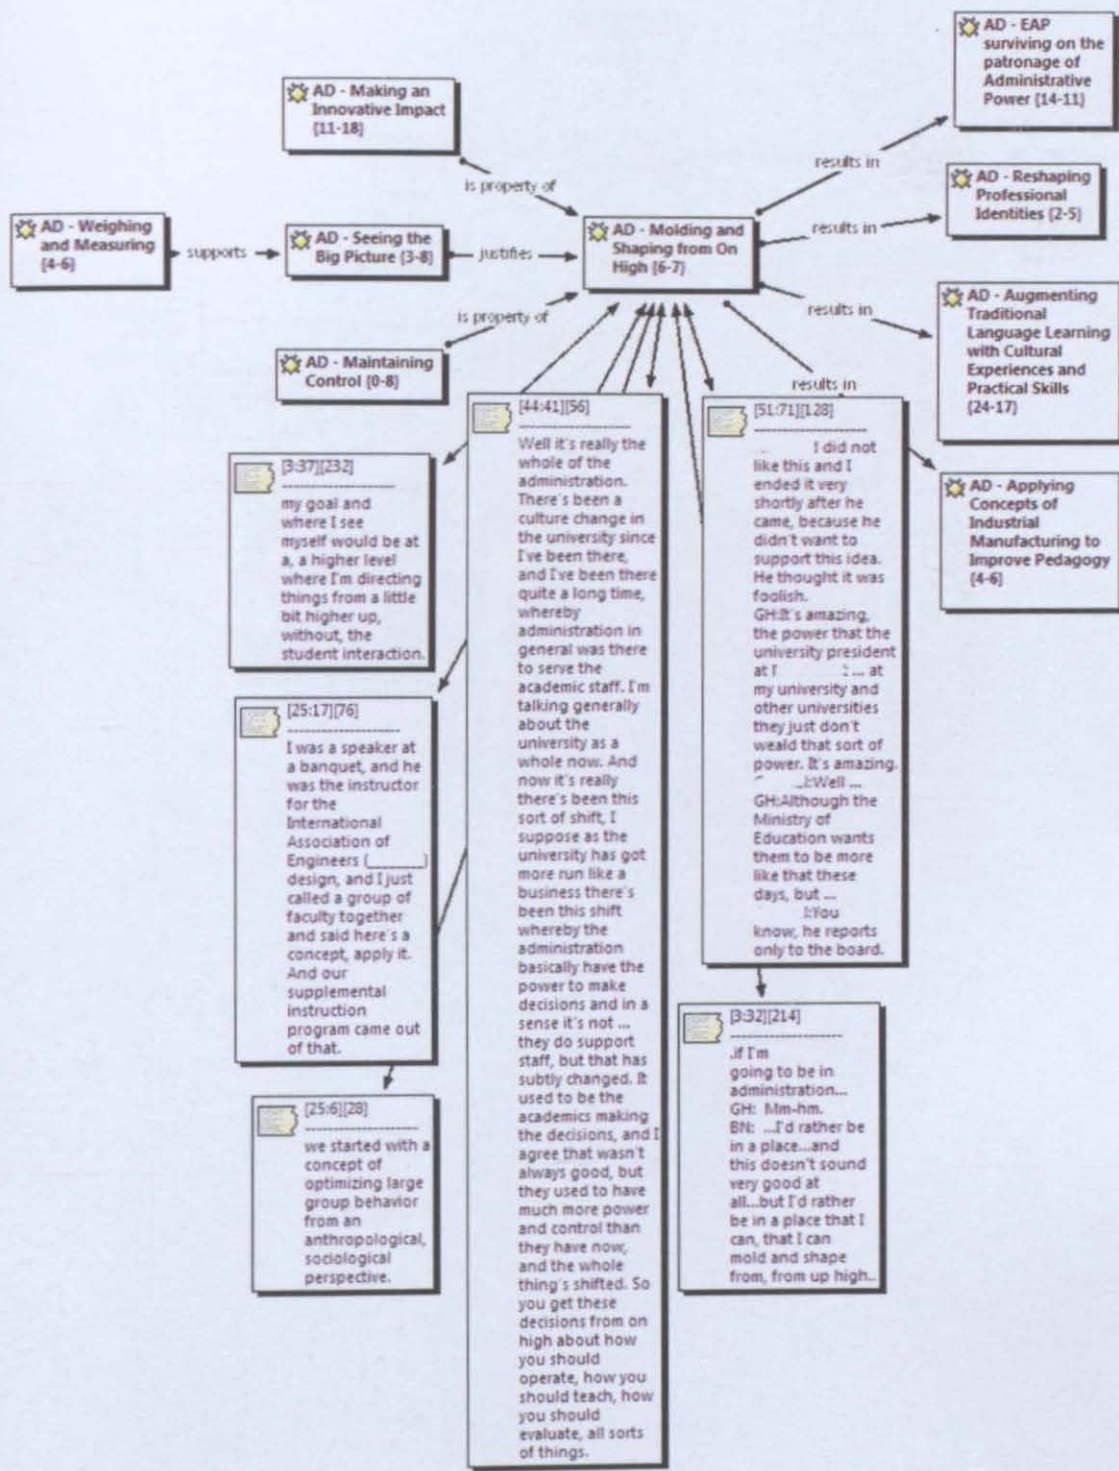 AD - EAP
surviving on the
patronage of
Administrative
Power {14-11}
AD - Making an
Innovative Impact
{11-18}
results in
is property of
AD - Reshaping
Professional
Identities {2-5}
AD - Weighing
and Measuring
{4-6}
supports
AD - Seeing the
Big Picture {3-8}
justifies
AD - Molding and
Shaping from On
High {6-7}
results in
AD - Augmenting
Traditional
Language Learning
with Cultural
Experiences and
Practical Skills
{24-17}
results in
is property of
AD - Maintaining
Control {0-8}
results in
AD - Applying
Concepts of
Industrial
Manufacturing to
Improve Pedagogy
{4-6}
[3:37][232]
--------------------
my goal and
where I see
myself would be at
a, a higher level
where I'm directing
things from a little
bit higher up,
without, the
student interaction.
[25:17][76]
--------------------
I was a speaker at
a banquet, and he
was the instructor
for the
International
Association of
Engineers (______)
design, and I just
called a group of
faculty together
and said here's a
concept, apply it.
And our
supplemental
instruction
program came out
of that.
[25:6][28]
--------------------
we started with a
concept of
optimizing large
group behavior
from an
anthropological,
sociological
perspective.
[44:41][56]
--------------------
Well it's really the
whole of the
administration.
There's been a
culture change in
the university since
I've been there,
and I've been there
quite a long time,
whereby
administration in
general was there
to serve the
academic staff. I'm
talking generally
about the
university as a
whole now. And
now it's really
there's been this
sort of shift, I
suppose as the
university has got
more run like a
business there's
been this shift
whereby the
administration
basically have the
power to make
decisions and in a
sense it's not ...
they do support
staff, but that has
subtly changed. It
used to be the
academics making
the decisions, and I
agree that wasn't
always good, but
they used to have
much more power
and control than
they have now,
and the whole
thing's shifted. So
you get these
decisions from on
high about how
you should
operate, how you
should teach, how
you should
evaluate, all sorts
of things.
[51:71][128]
--------------------
I did not
like this and I
ended it very
shortly after he
came, because he
didn't want to
support this idea.
He thought it was
foolish.
GH:It's amazing,
the power that the
university president
at ... at
my university and
other universities
they just don't
weald that sort of
power. It's amazing.
:Well ...
GH:Although the
Ministry of
Education wants
them to be more
like that these
days, but ...
:You
know, he reports
only to the board.
[3:32][214]
--------------------
.if I'm
going to be in
administration...
GH: Mm-hm.
BN: ...I'd rather be
in a place...and
this doesn't sound
very good at
all...but I'd rather
be in a place that I
can, that I can
mold and shape
from, from up high..